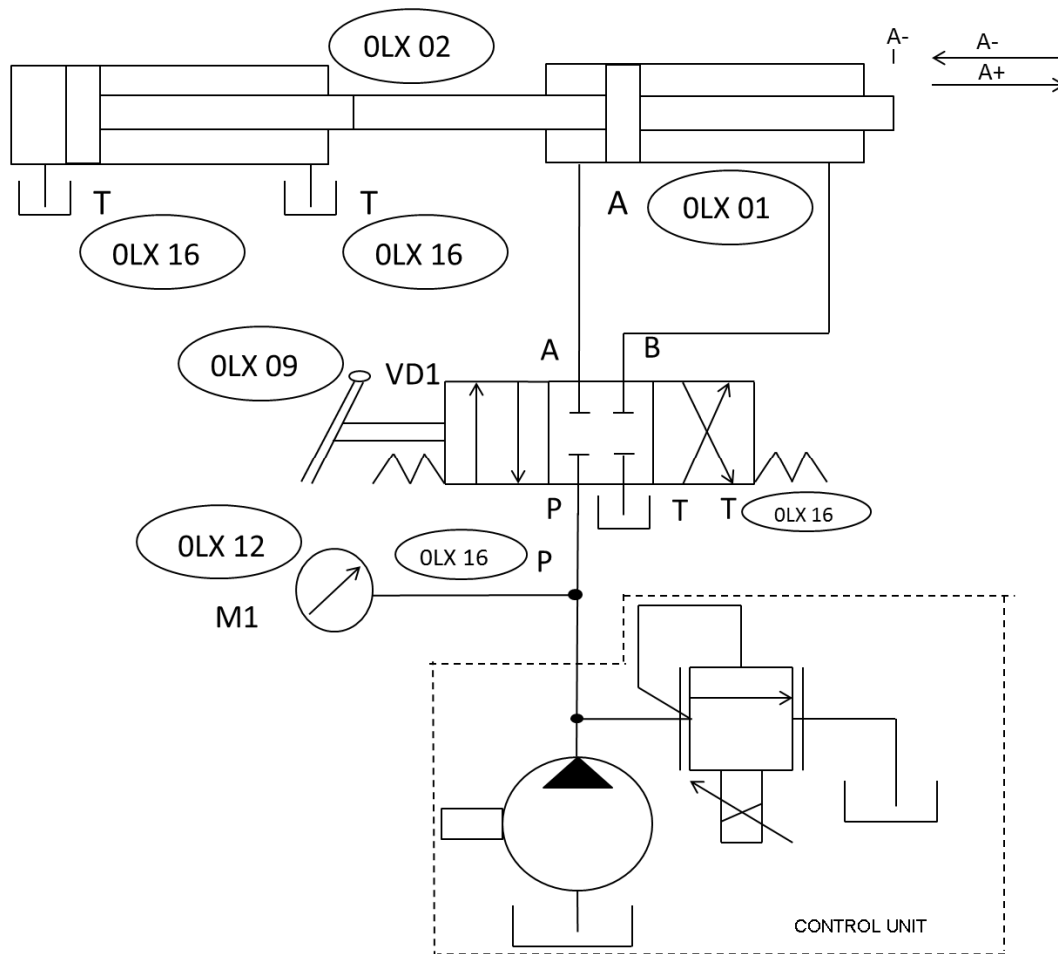 0LX 02
A-
A-
A+
T
T
A
0LX 01
0LX 16
0LX 16
A
B
0LX 09
VD1
P
T
T
0LX 16
0LX 12
0LX 16
P
M1
CONTROL UNIT